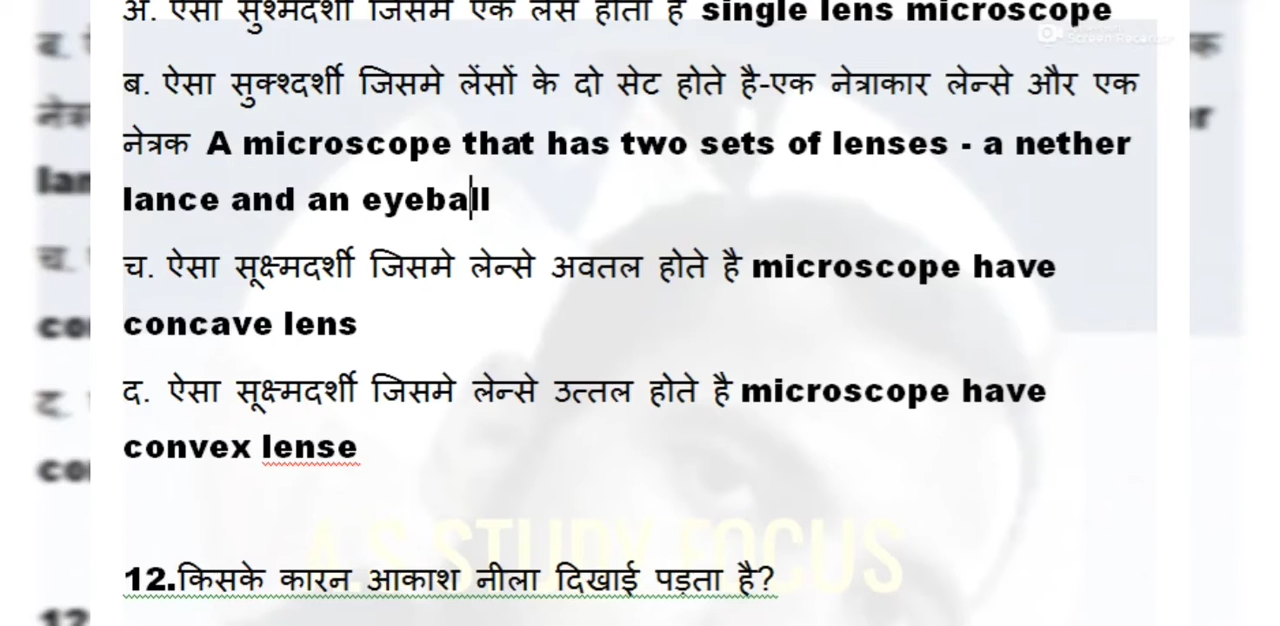 अ. ऐसा सुश्मदर्शी जिसमे एक लेंस होता है single lens microscope
ब. ऐसा सुक्श्दर्शी जिसमे लेंसों के दो सेट होते है-एक नेत्राकार लेन्से और एक
नेत्रक A microscope that has two sets of lenses - a nether
lance and an eyeball
च. ऐसा सूक्ष्मदर्शी जिसमे लेन्से अवतल होते है microscope have
concave lens
द. ऐसा सूक्ष्मदर्शी जिसमे लेन्से उत्तल होते है microscope have
convex lense
A.S STUDY FOCUS
12.किसके कारन आकाश नीला दिखाई पड़ता है?